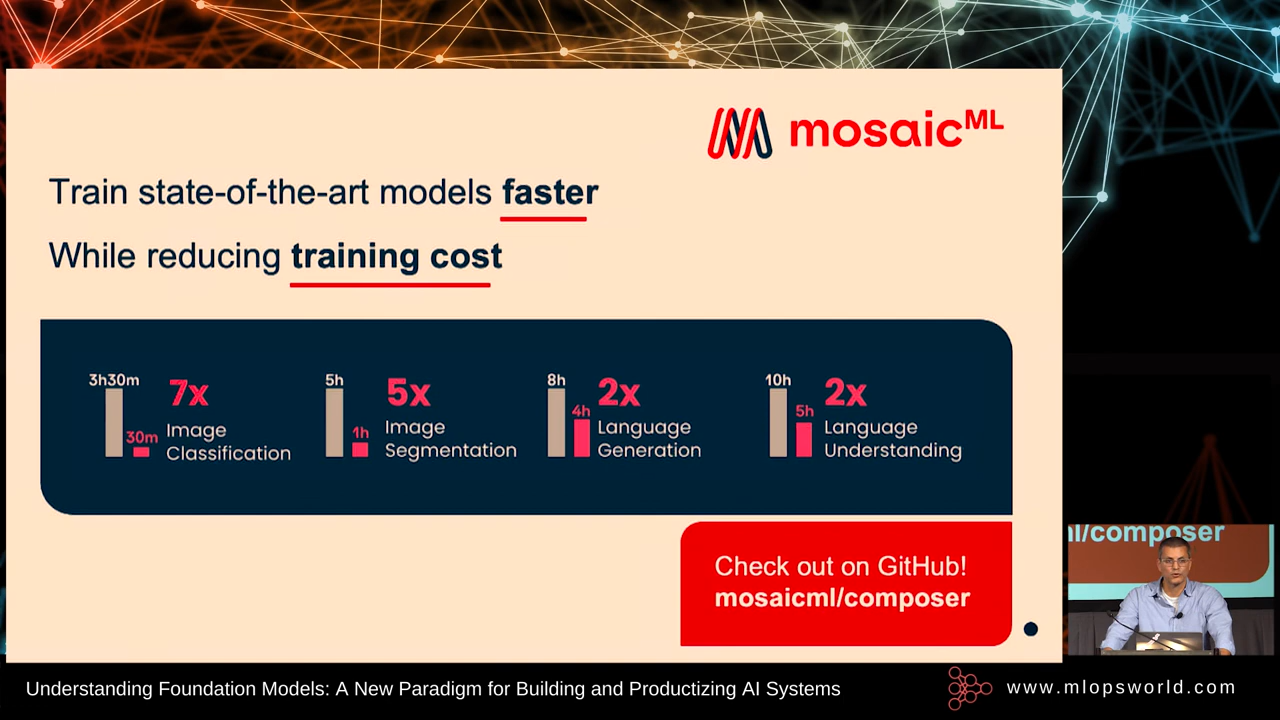 mosaicML
Train state-of-the-art models faster
While reducing training cost
3h30m
30m
7x
Image
Classification
5h
1h
5x
Image
Segmentation
8h
4h
2x
Language
Generation
10h
5h
2x
Language
Understanding
Check out on GitHub!
mosaicml/composer
ml/composer
Understanding Foundation Models: A New Paradigm for Building and Productizing AI Systems
www.mlopsworld.com